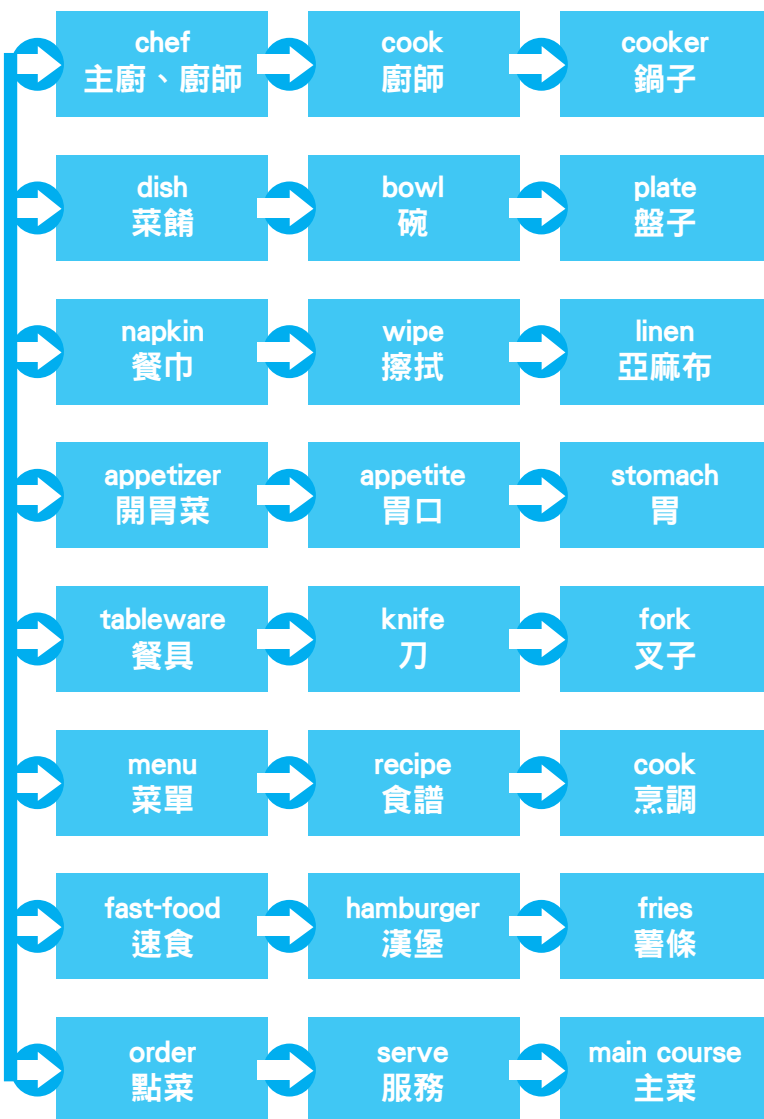 chef
主廚、廚師
cook
廚師
cooker
鍋子
dish
菜餚
bowl
碗
plate
盤子
napkin
餐巾
wipe
擦拭
linen
亞麻布
appetizer
開胃菜
appetite
胃口
stomach
胃
tableware
餐具
knife
刀
fork
叉子
menu
菜單
recipe
食譜
cook
烹調
fast-food
速食
hamburger
漢堡
fries
薯條
order
點菜
serve
服務
main course
主菜